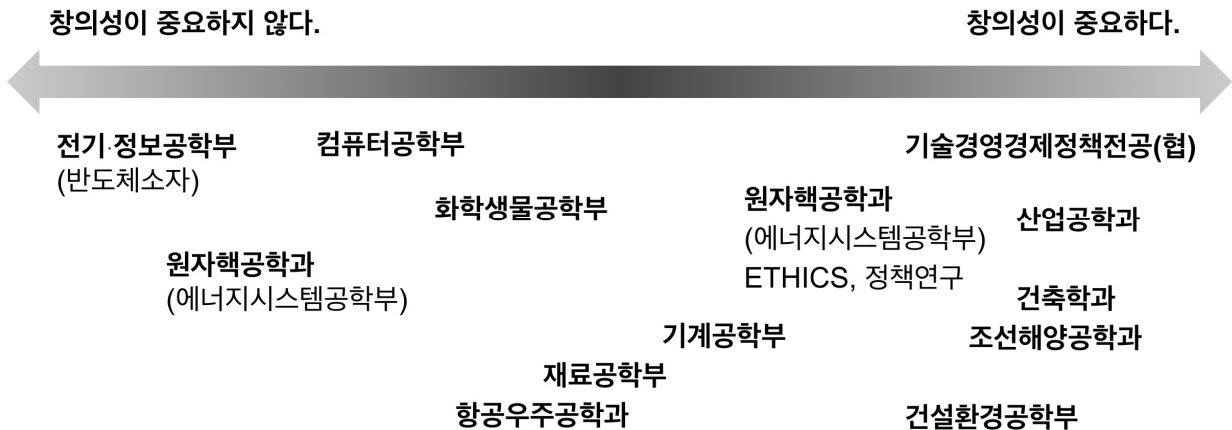 창의성이 중요하지 않다.
창의성이 중요하다.
전기·정보공학부
(반도체소자)
컴퓨터공학부
기술경영경제정책전공(협)
화학생물공학부
원자핵공학과
(에너지시스템공학부)
ETHICS, 정책연구
산업공학과
원자핵공학과
(에너지시스템공학부)
건축학과
기계공학부
조선해양공학과
재료공학부
항공우주공학과
건설환경공학부